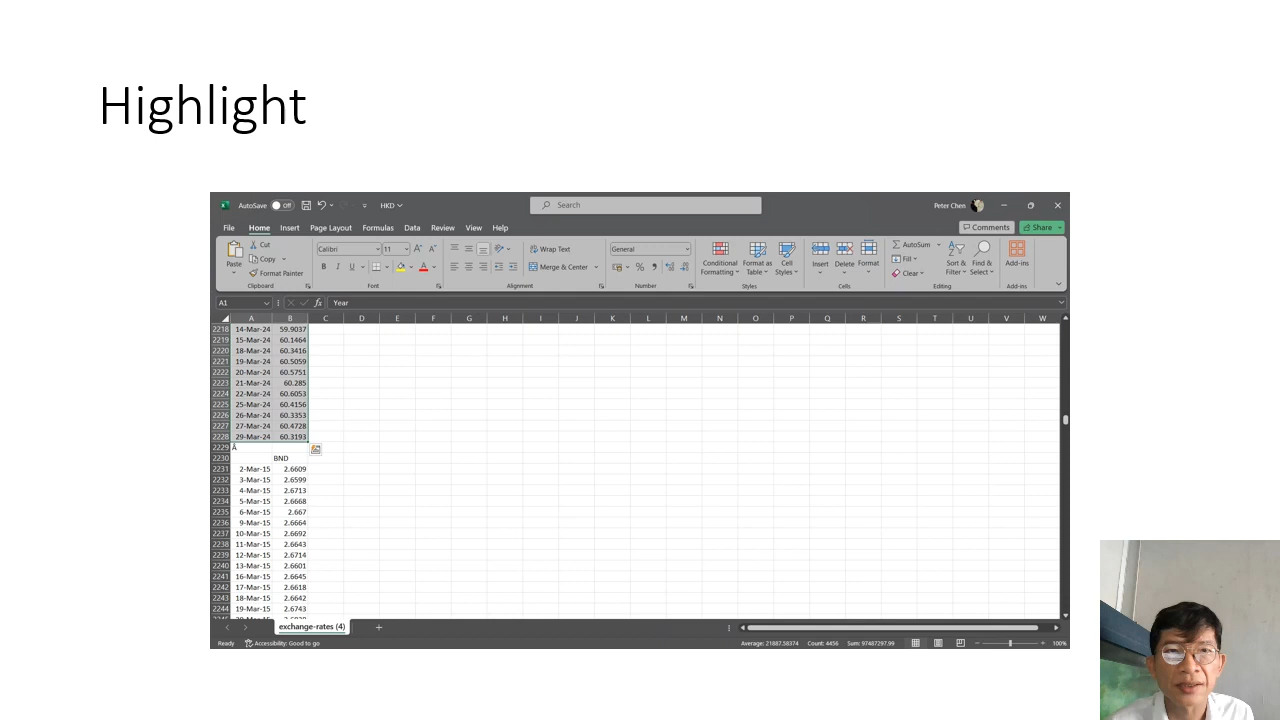 Highlight
AutoSave Off HKD Search Peter Chen
File Home Insert Page Layout Formulas Data Review View Help Comments Share
Paste Cut Copy Format Painter Calibri 11 B I U Wrap Text Merge & Center General % Conditional Formatting Format as Table Cell Styles Insert Delete Format AutoSum Fill Clear Sort & Filter Find & Select Add-ins
Clipboard Font Alignment Number Styles Cells Editing Add-ins
A1 fx Year
A B C D E F G H I J K L M N O P Q R S T U V W
2218 14-Mar-24 59.9037
2219 15-Mar-24 60.1464
2220 18-Mar-24 60.3416
2221 19-Mar-24 60.5059
2222 20-Mar-24 60.5751
2223 21-Mar-24 60.285
2224 22-Mar-24 60.6053
2225 25-Mar-24 60.4156
2226 26-Mar-24 60.3353
2227 27-Mar-24 60.4728
2228 29-Mar-24 60.3193
2229 Â
2230 BND
2231 2-Mar-15 2.6609
2232 3-Mar-15 2.6599
2233 4-Mar-15 2.6713
2234 5-Mar-15 2.6668
2235 6-Mar-15 2.667
2236 9-Mar-15 2.6664
2237 10-Mar-15 2.6692
2238 11-Mar-15 2.6643
2239 12-Mar-15 2.6714
2240 13-Mar-15 2.6601
2241 16-Mar-15 2.6645
2242 17-Mar-15 2.6618
2243 18-Mar-15 2.6642
2244 19-Mar-15 2.6743
exchange-rates (4)
Ready Accessibility: Good to go Average: 21887.58374 Count: 4456 Sum: 97487297.99 100%